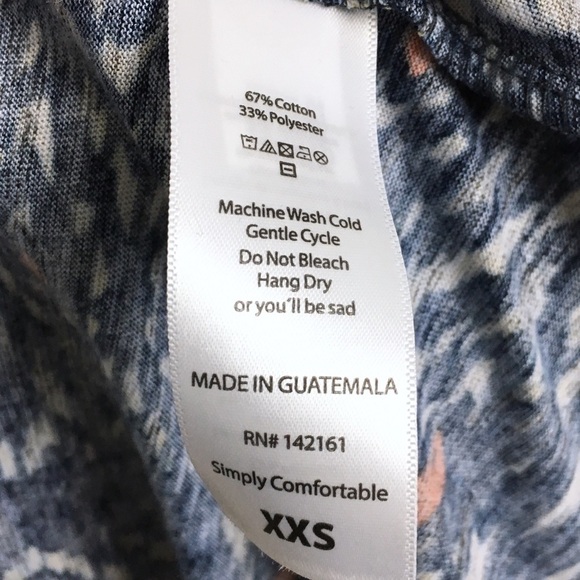 67% Cotton
33% Polyester
Machine Wash Cold
Gentle Cycle
Do Not Bleach
Hang Dry
or you'll be sad
MADE IN GUATEMALA
RN# 142161
Simply Comfortable
XXS